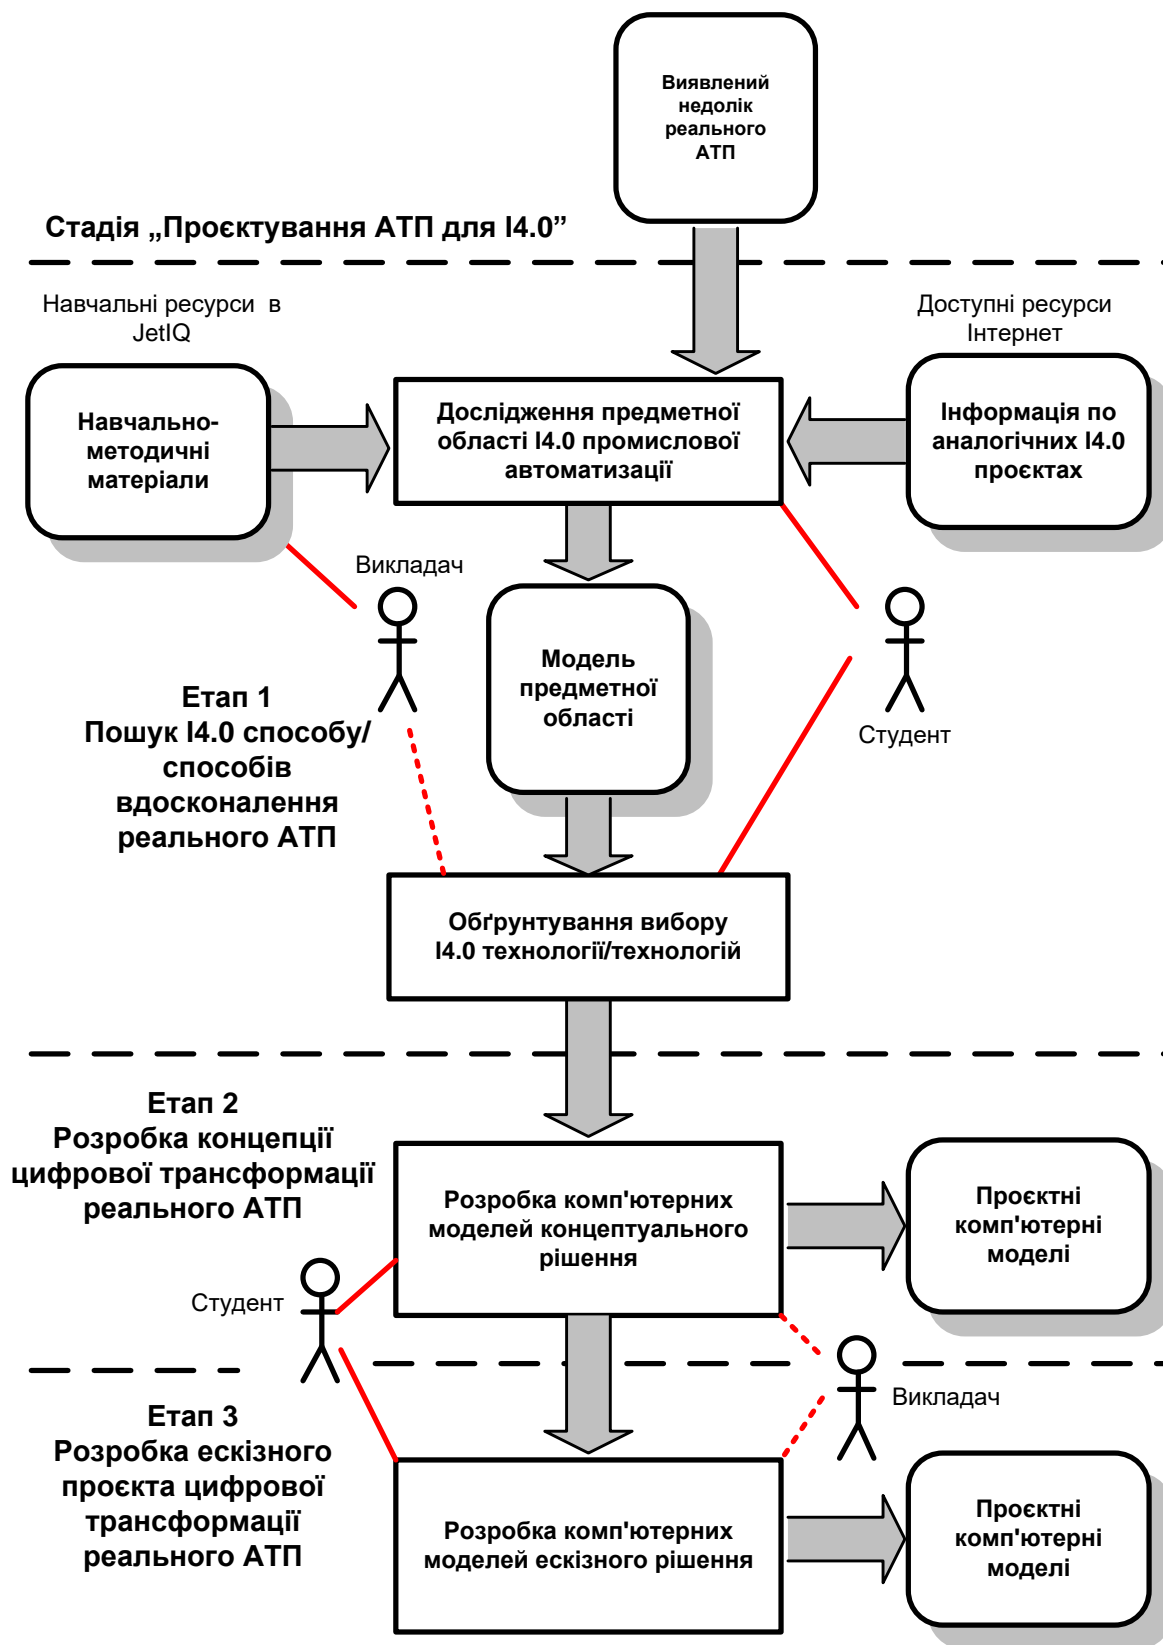 Виявлений
недолік
реального
АТП
Стадія „Проєктування АТП для І4.0”
Навчальні ресурси в
JetIQ
Доступні ресурси
Інтернет
Навчально-
методичні
матеріали
Дослідження предметної
області І4.0 промислової
автоматизації
Інформація по
аналогічних І4.0
проєктах
Викладач
Модель
предметної
області
Студент
Етап 1
Пошук І4.0 способу/
способів
вдосконалення
реального АТП
Обґрунтування вибору
І4.0 технології/технологій
Етап 2
Розробка концепції
цифрової трансформації
реального АТП
Розробка комп'ютерних
моделей концептуального
рішення
Проєктні
комп'ютерні
моделі
Студент
Викладач
Етап 3
Розробка ескізного
проєкта цифрової
трансформації
реального АТП
Розробка комп'ютерних
моделей ескізного рішення
Проєктні
комп'ютерні
моделі